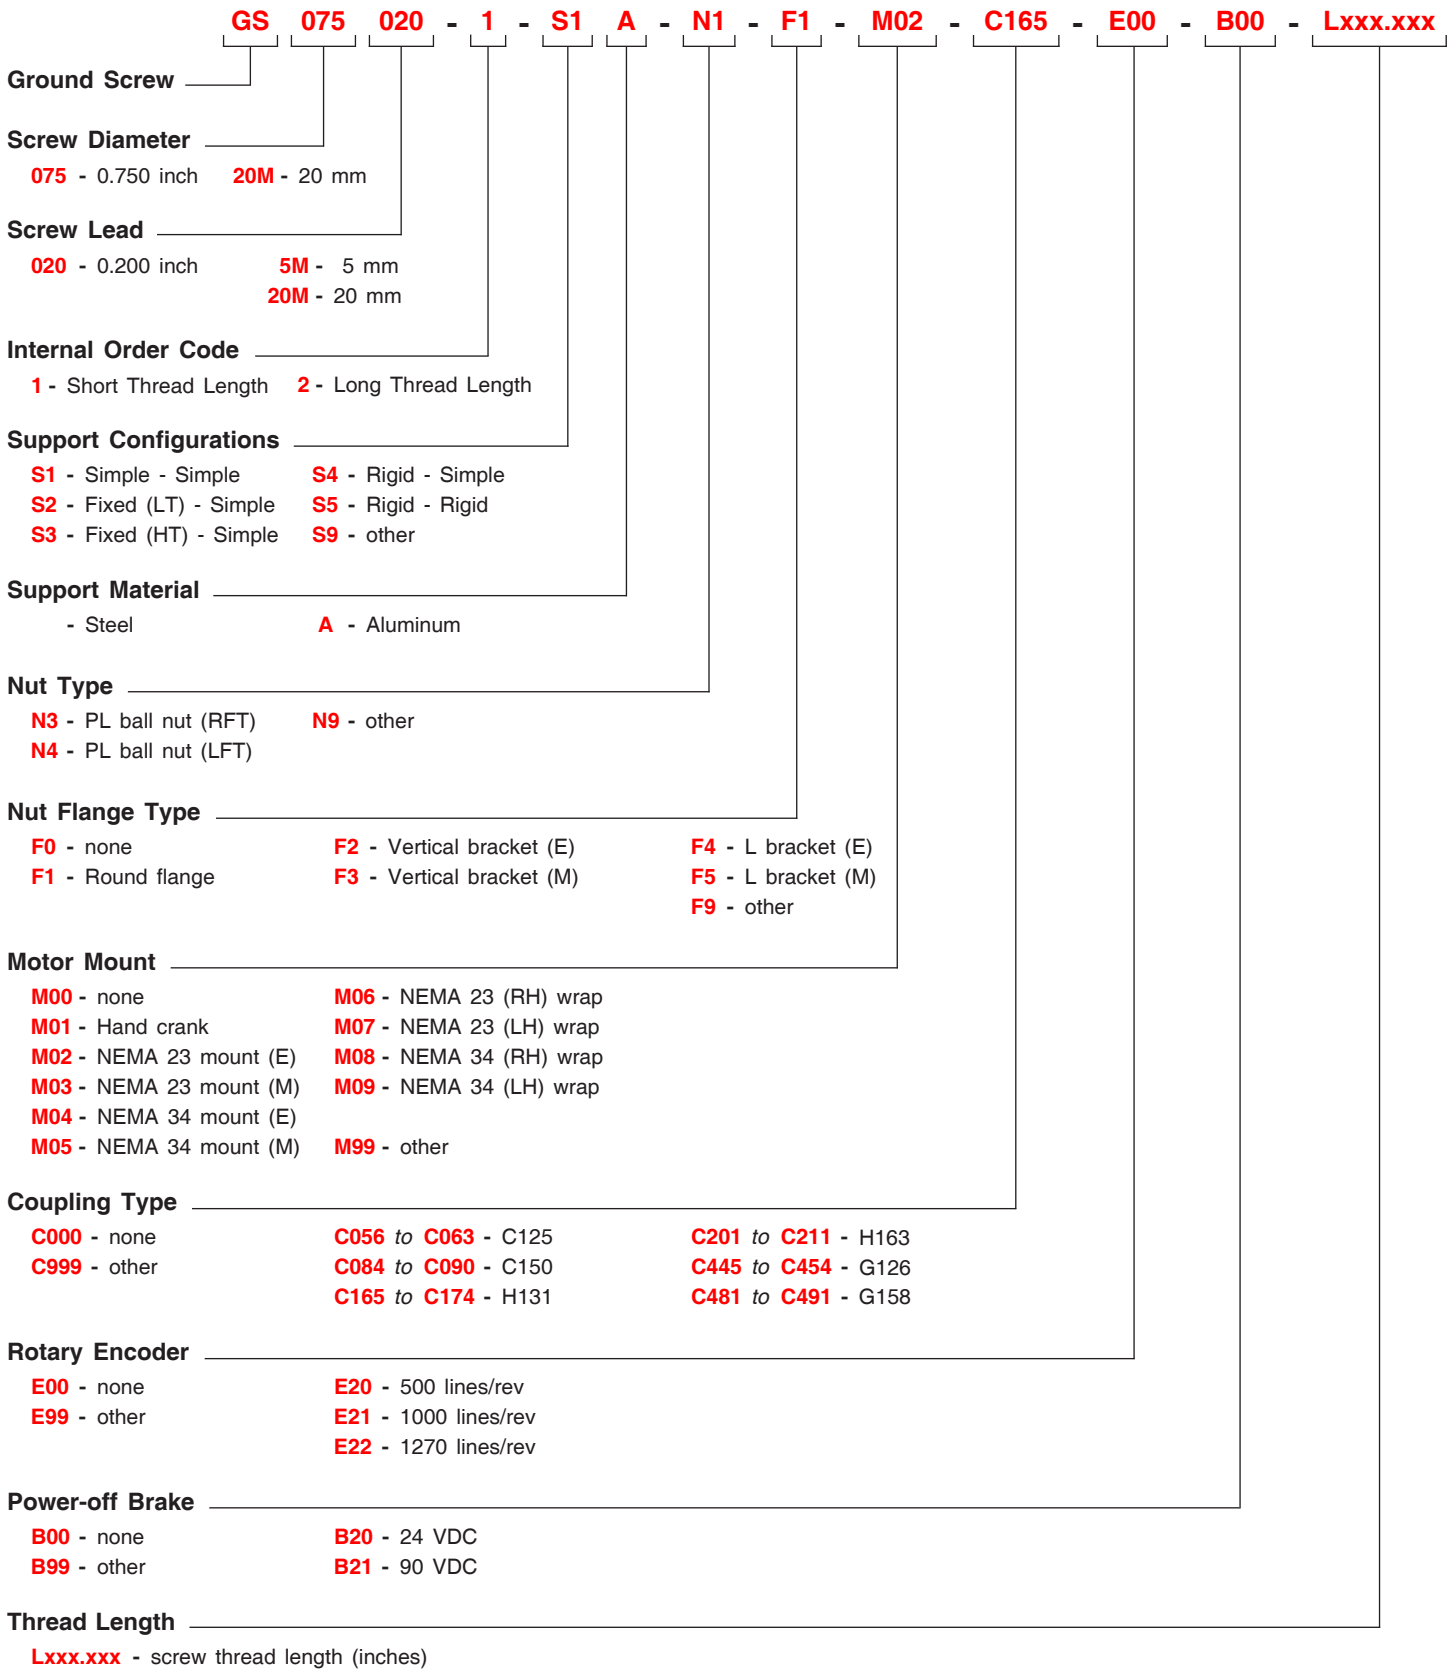 GS 075 020 - 1 - S1 A - N1 - F1 - M02 - C165 - E00 - B00 - Lxxx.xxx
Ground Screw
Screw Diameter
075 - 0.750 inch 20M - 20 mm
Screw Lead
020 - 0.200 inch 5M - 5 mm
20M - 20 mm
Internal Order Code
1 - Short Thread Length 2 - Long Thread Length
Support Configurations
S1 - Simple - Simple S4 - Rigid - Simple
S2 - Fixed (LT) - Simple S5 - Rigid - Rigid
S3 - Fixed (HT) - Simple S9 - other
Support Material
- Steel A - Aluminum
Nut Type
N3 - PL ball nut (RFT) N9 - other
N4 - PL ball nut (LFT)
Nut Flange Type
F0 - none F2 - Vertical bracket (E) F4 - L bracket (E)
F1 - Round flange F3 - Vertical bracket (M) F5 - L bracket (M)
F9 - other
Motor Mount
M00 - none M06 - NEMA 23 (RH) wrap
M01 - Hand crank M07 - NEMA 23 (LH) wrap
M02 - NEMA 23 mount (E) M08 - NEMA 34 (RH) wrap
M03 - NEMA 23 mount (M) M09 - NEMA 34 (LH) wrap
M04 - NEMA 34 mount (E)
M05 - NEMA 34 mount (M) M99 - other
Coupling Type
C000 - none C056 to C063 - C125 C201 to C211 - H163
C999 - other C084 to C090 - C150 C445 to C454 - G126
C165 to C174 - H131 C481 to C491 - G158
Rotary Encoder
E00 - none E20 - 500 lines/rev
E99 - other E21 - 1000 lines/rev
E22 - 1270 lines/rev
Power-off Brake
B00 - none B20 - 24 VDC
B99 - other B21 - 90 VDC
Thread Length
Lxxx.xxx - screw thread length (inches)